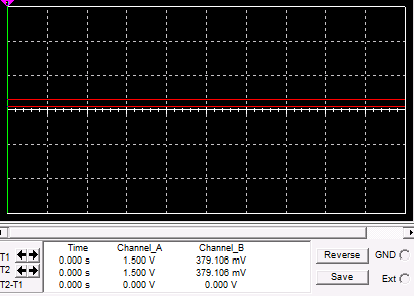 Time Channel_A Channel_B
T1 0.000 s 1.500 V 379.106 mV
T2 0.000 s 1.500 V 379.106 mV
T2-T1 0.000 s 0.000 V 0.000 V
Reverse GND
Save Ext